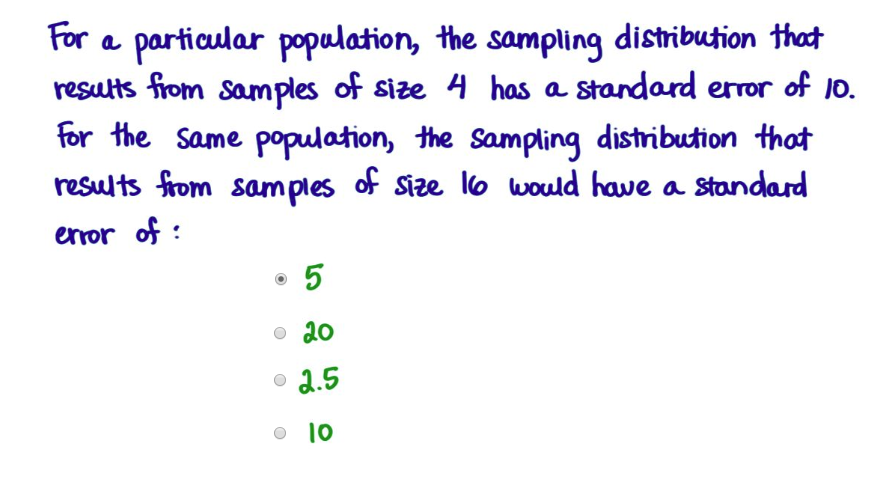 For a particular population, the sampling distribution that
results from samples of size 4 has a standard error of 10.
For the same population, the sampling distribution that
results from samples of size 16 would have a standard
error of :
5
20
2.5
10